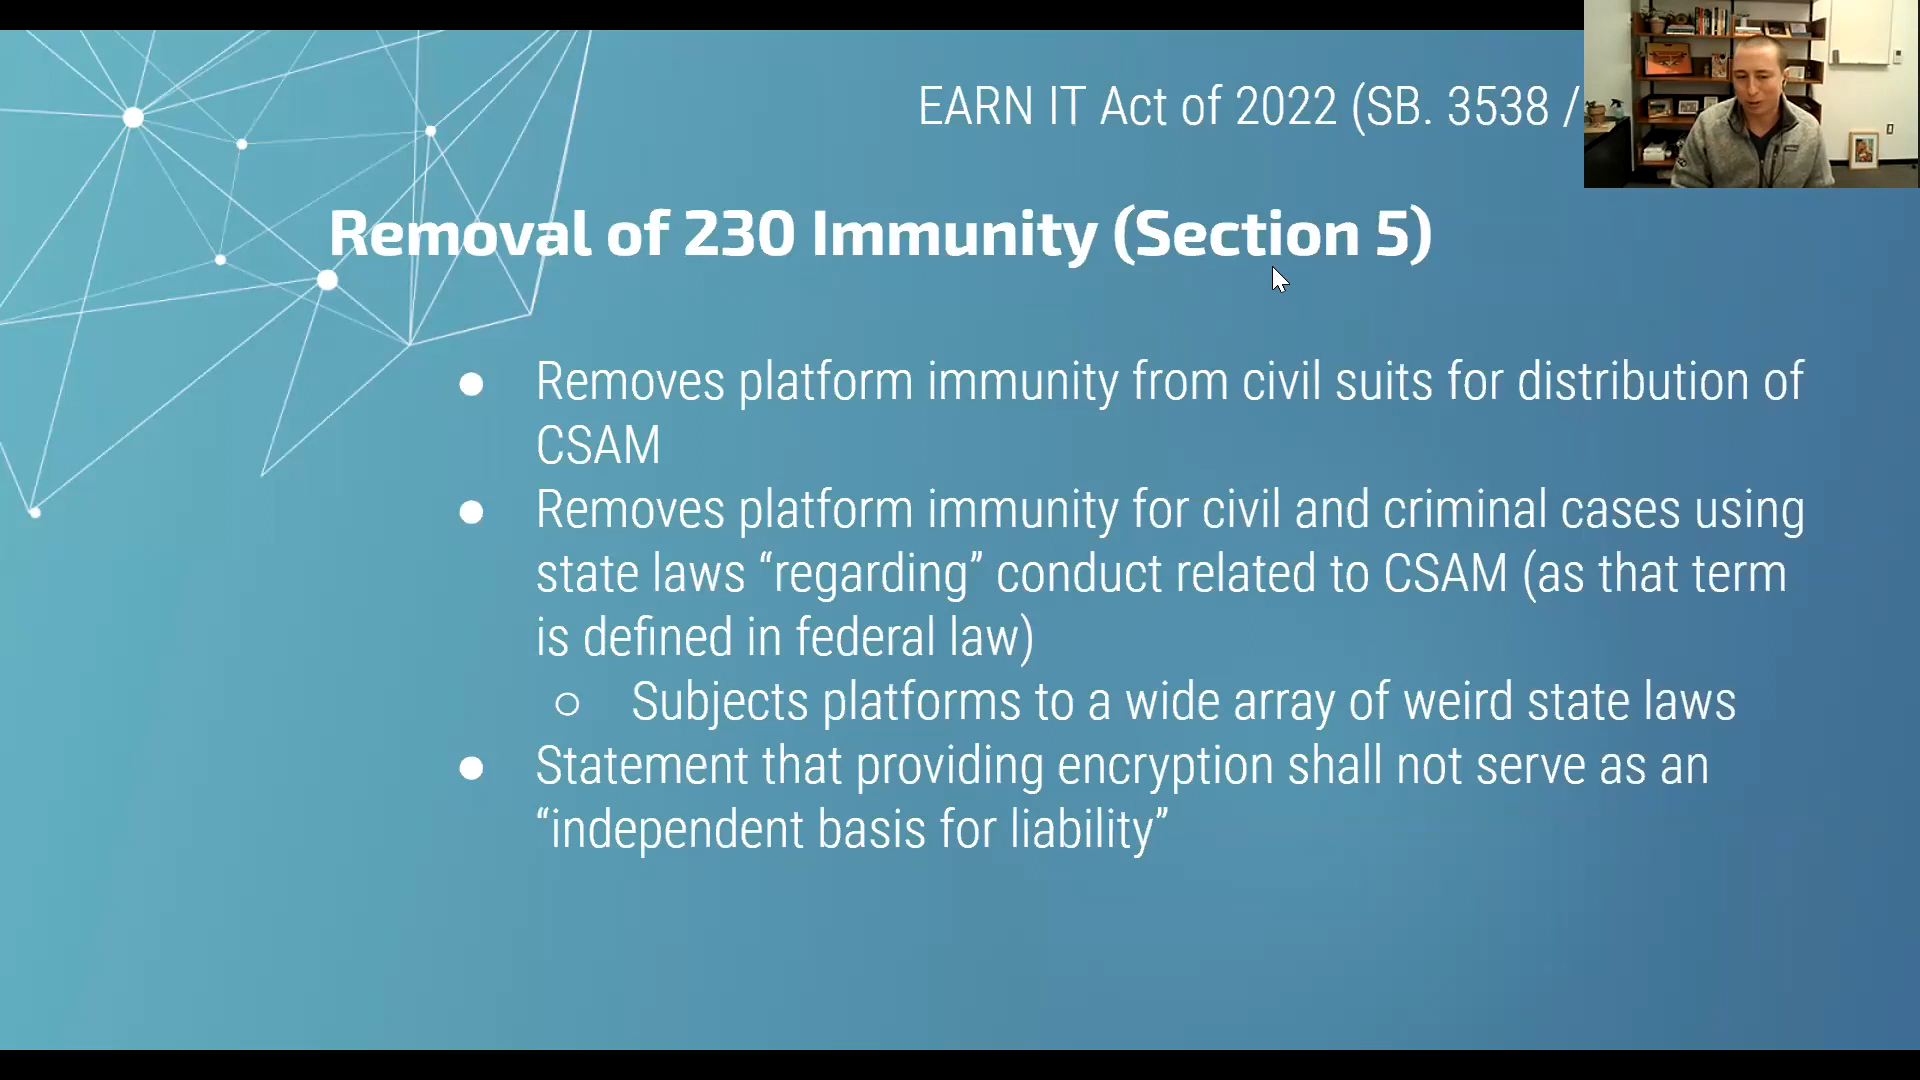 EARN IT Act of 2022 (SB. 3538 /
Removal of 230 Immunity (Section 5)
● Removes platform immunity from civil suits for distribution of
CSAM
● Removes platform immunity for civil and criminal cases using
state laws “regarding” conduct related to CSAM (as that term
is defined in federal law)
○ Subjects platforms to a wide array of weird state laws
● Statement that providing encryption shall not serve as an
“independent basis for liability”